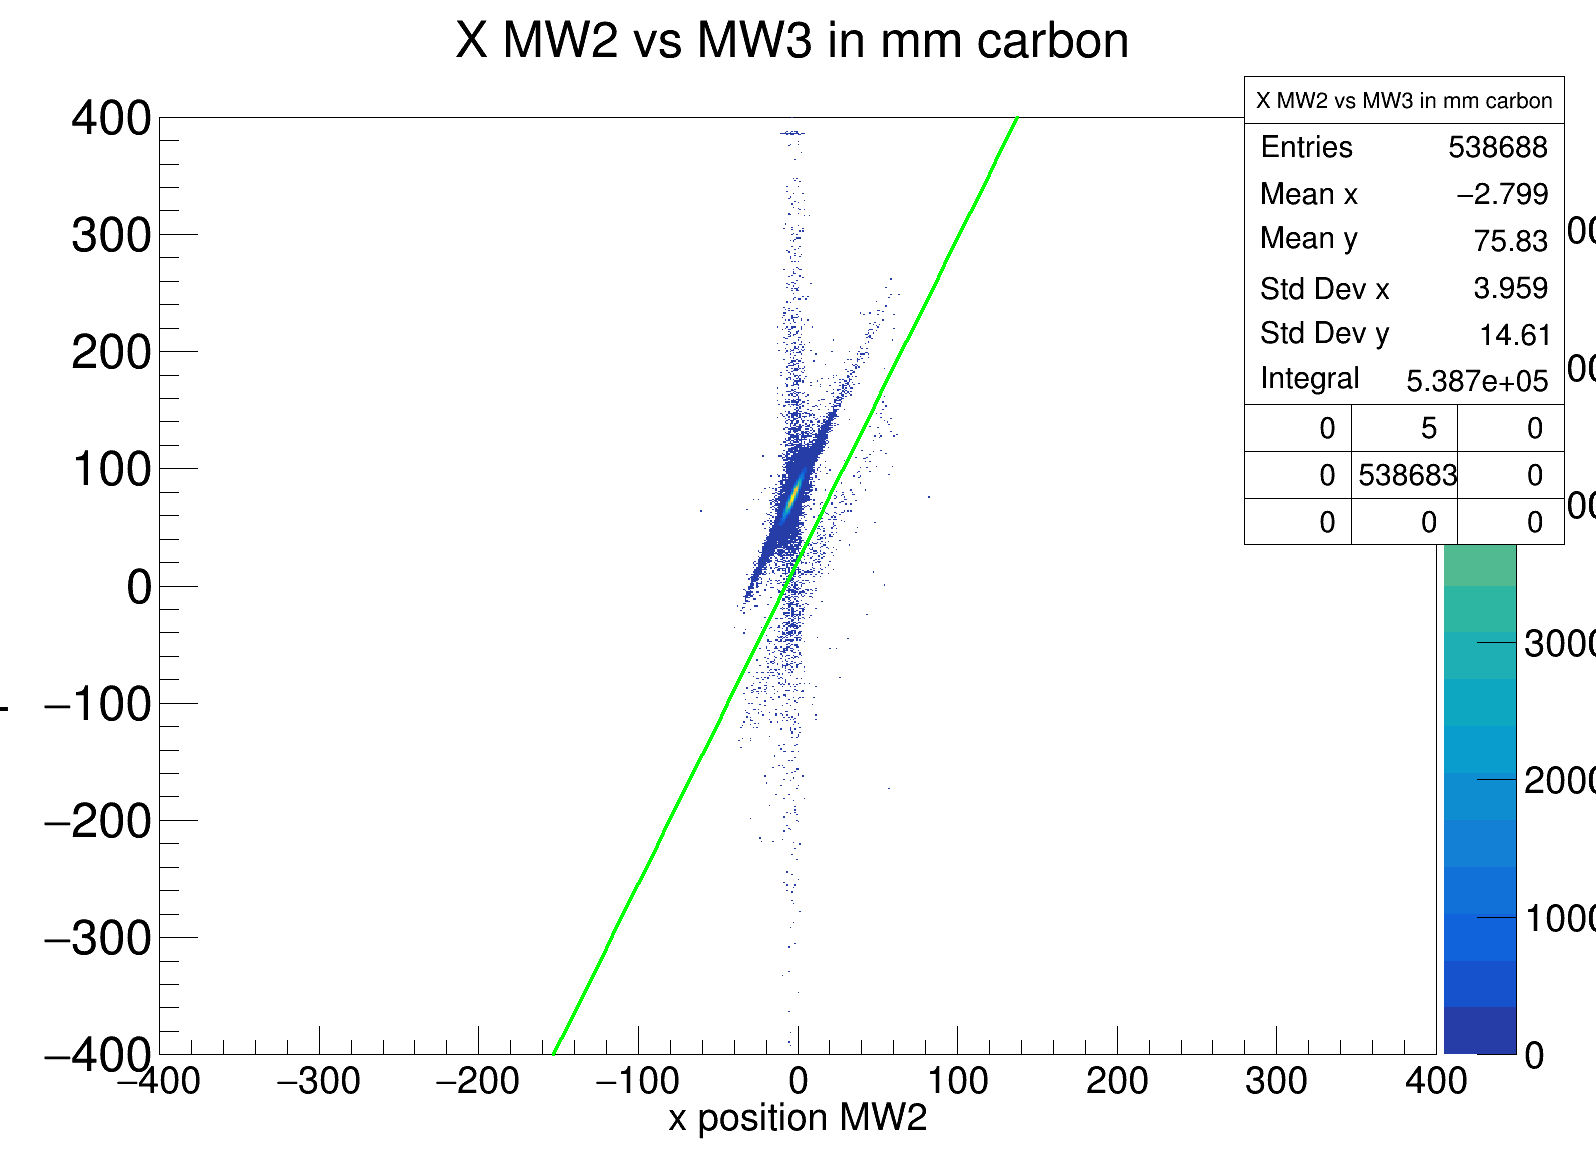 X MW2 vs MW3 in mm carbon
X MW2 vs MW3 in mm carbon
Entries 538688
Mean x −2.799
Mean y 75.83
Std Dev x 3.959
Std Dev y 14.61
Integral 5.387e+05
0 5 0
0 538683 0
0 0 0
400
300
200
100
0
−100
−200
−300
−400
−400 −300 −200 −100 0 100 200 300 400
x position MW2
3000
2000
1000
0